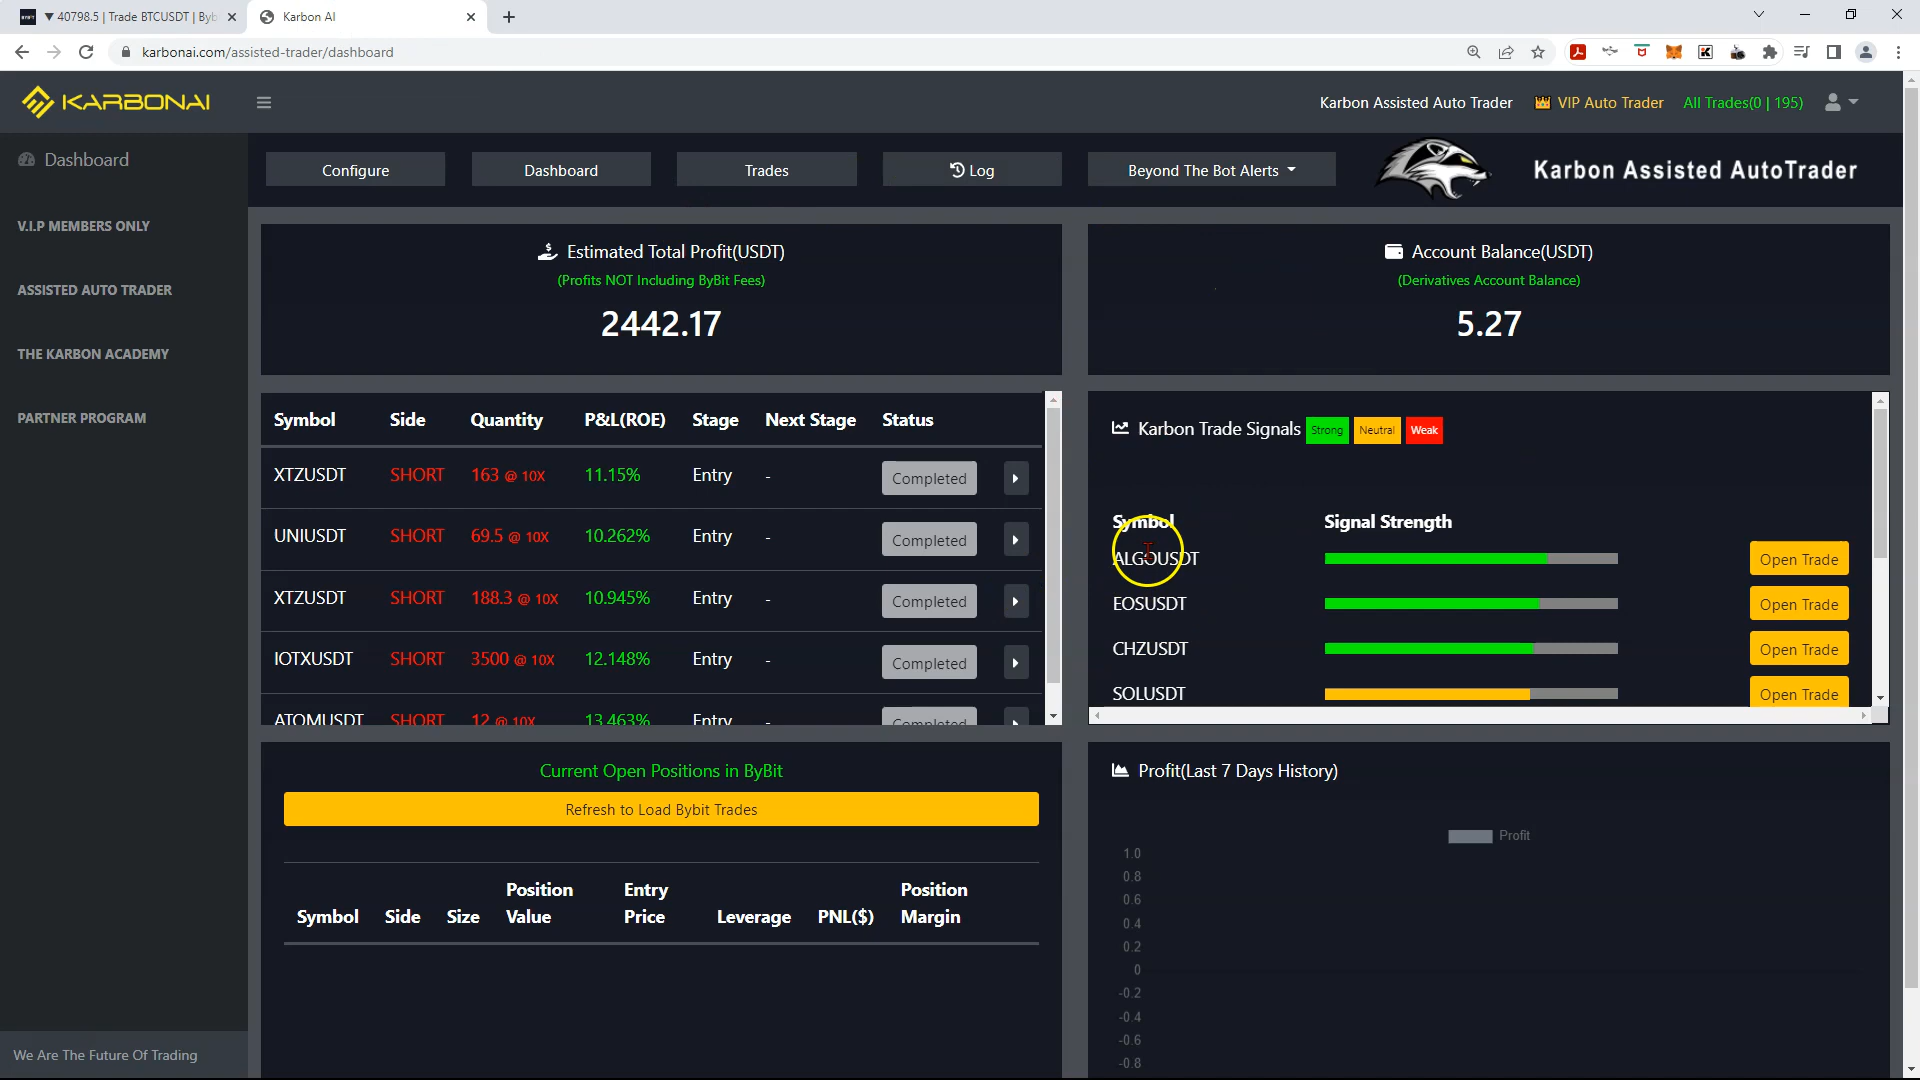 ▼ 40798.5 | Trade BTCUSDT | Byb
Karbon AI
karbonai.com/assisted-trader/dashboard
KARBONAI
Karbon Assisted Auto Trader
VIP Auto Trader
All Trades(0 | 195)
Dashboard
V.I.P MEMBERS ONLY
ASSISTED AUTO TRADER
THE KARBON ACADEMY
PARTNER PROGRAM
We Are The Future Of Trading
Configure
Dashboard
Trades
Log
Beyond The Bot Alerts
Karbon Assisted AutoTrader
Estimated Total Profit(USDT)
(Profits NOT Including ByBit Fees)
2442.17
Account Balance(USDT)
(Derivatives Account Balance)
5.27
Symbol Side Quantity P&L(ROE) Stage Next Stage Status
XTZUSDT SHORT 163 @ 10X 11.15% Entry - Completed
UNIUSDT SHORT 69.5 @ 10X 10.262% Entry - Completed
XTZUSDT SHORT 188.3 @ 10X 10.945% Entry - Completed
IOTXUSDT SHORT 3500 @ 10X 12.148% Entry - Completed
ATOMUSDT SHORT 12 @ 10X 13.463% Entry - Completed
Karbon Trade Signals Strong Neutral Weak
Symbol Signal Strength
ALGOUSDT Open Trade
EOSUSDT Open Trade
CHZUSDT Open Trade
SOLUSDT Open Trade
Current Open Positions in ByBit
Refresh to Load Bybit Trades
Symbol Side Size Position Value Entry Price Leverage PNL($) Position Margin
Profit(Last 7 Days History)
Profit
1.0
0.8
0.6
0.4
0.2
0
-0.2
-0.4
-0.6
-0.8